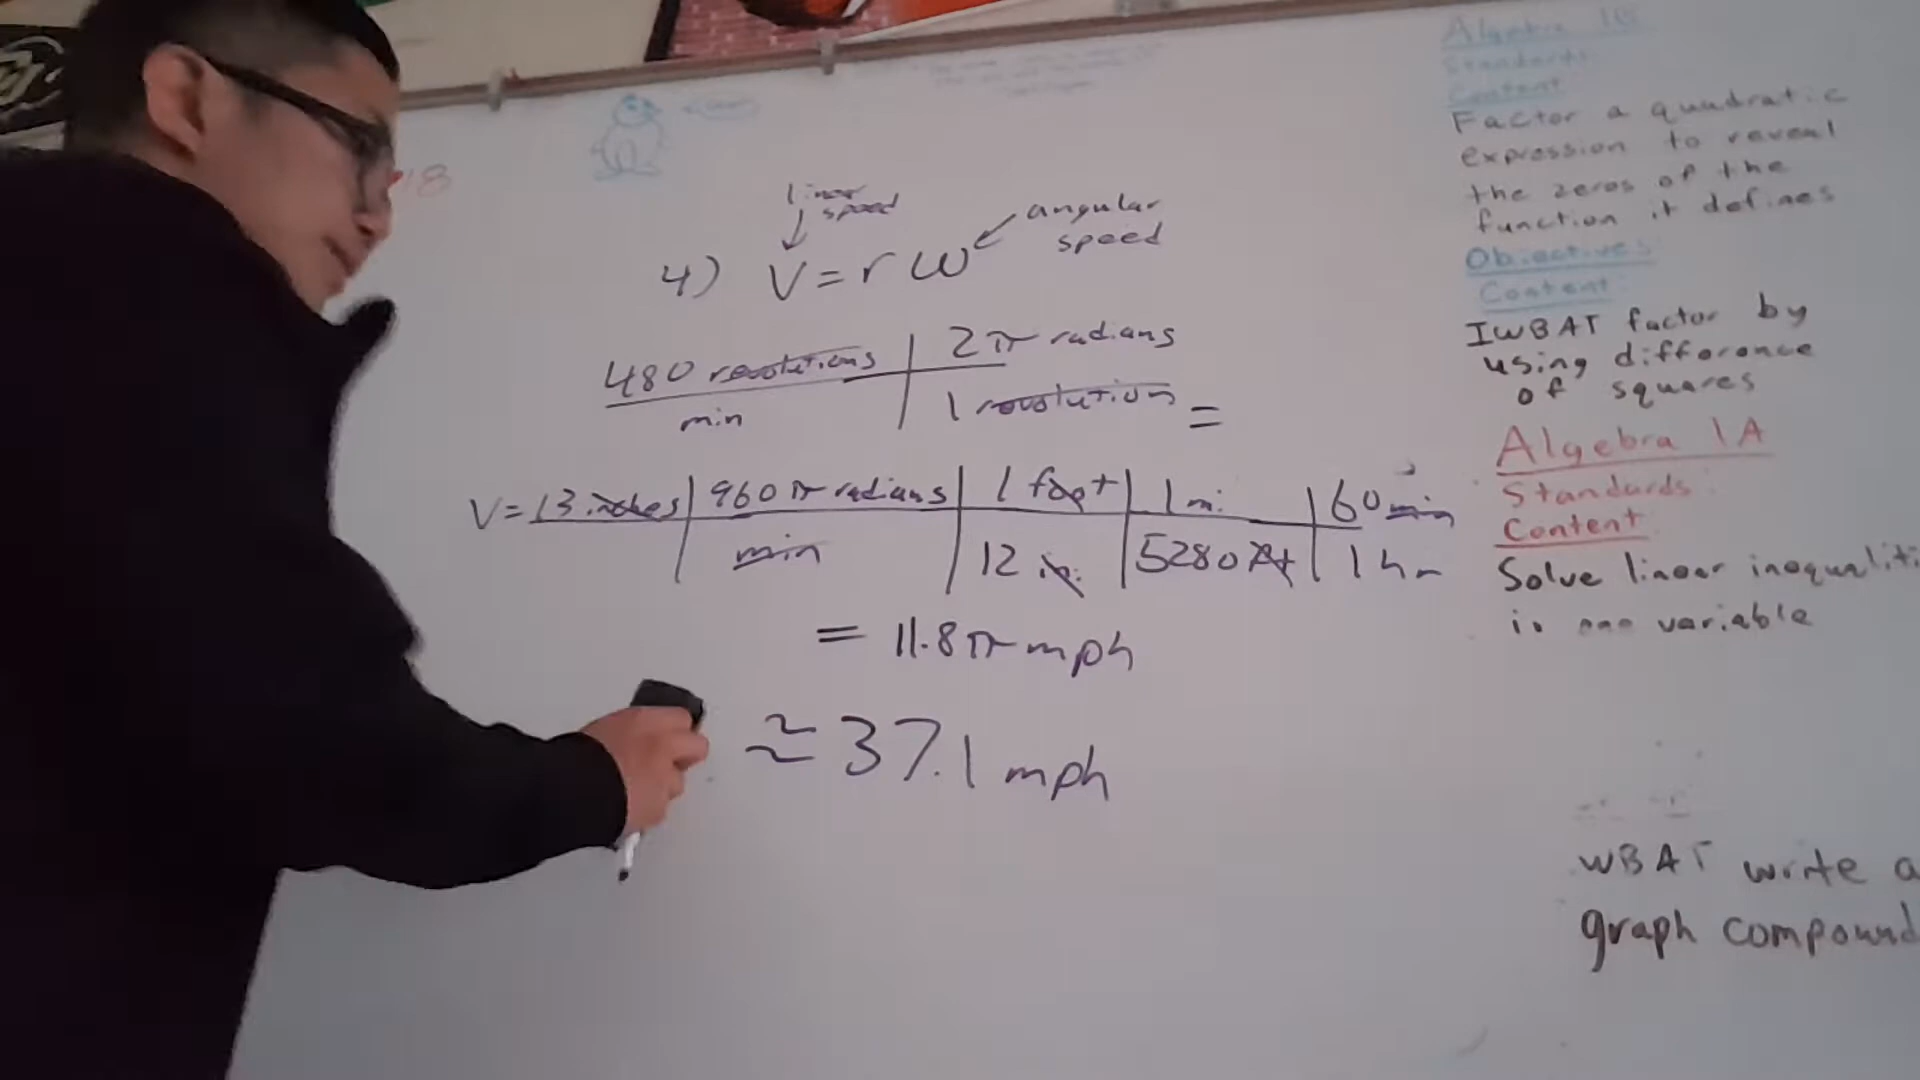 linear
speed
angular
speed
4) V = r ω
480 revolutions 2π radians
min 1 revolution =
V = 13 inches 960 π radians 1 foot 1 mi 60 min
min 12 in. 5280 ft 1 hr
= 11.8π mph
≈ 37.1 mph
Standards
Content
Factor a quadratic
expression to reveal
the zeros of the
function it defines
Objectives
Content
IWBAT factor by
using difference
of squares
Algebra 1A
Standards
Content
Solve linear inequaliti
in one variable
WBAT write a
graph compound